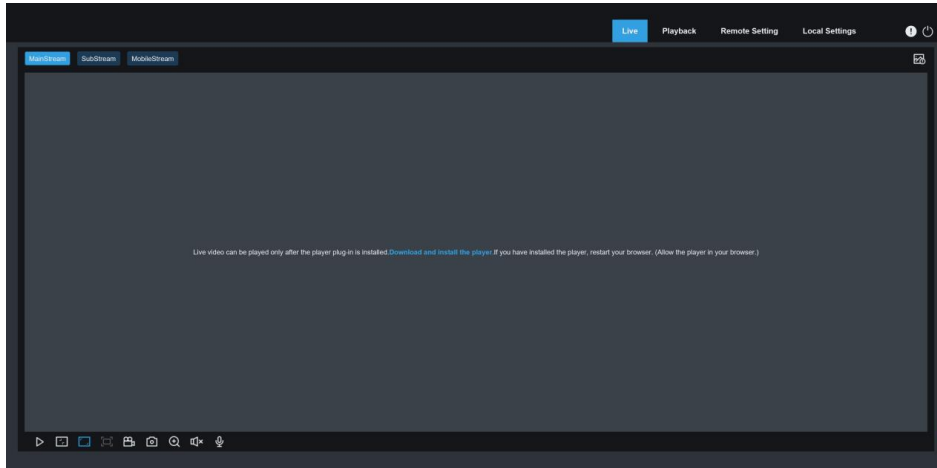 Live Playback Remote Setting Local Settings
MainStream SubStream MobileStream
Live video can be played only after the player plug-in is installed.Download and install the player.If you have installed the player, restart your browser. (Allow the player in your browser.)